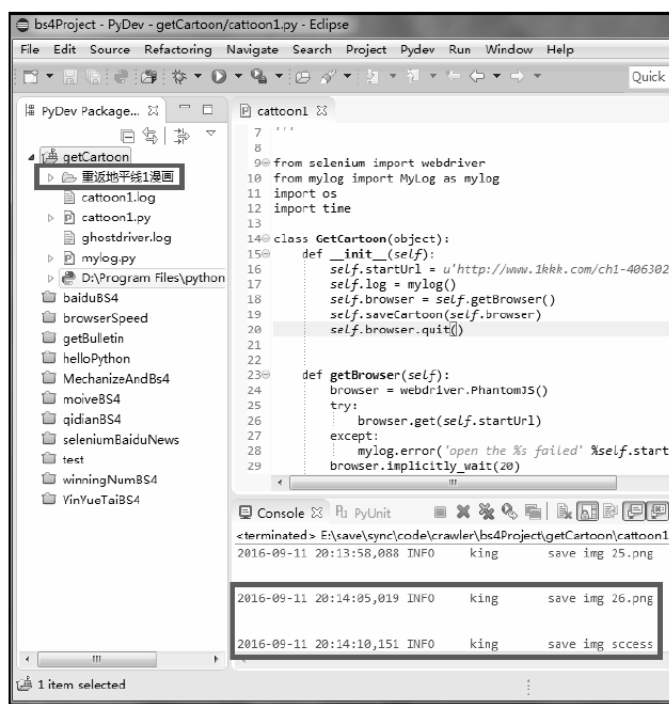 bs4Project - PyDev - getCartoon/cattoon1.py - Eclipse
File Edit Source Refactoring Navigate Search Project Pydev Run Window Help
Quick
PyDev Package...
getCartoon
重返地平线1漫画
cattoon1.log
cattoon1.py
ghostdriver.log
mylog.py
D:\Program Files\python
baiduBS4
browserSpeed
getBulletin
helloPython
MechanizeAndBs4
moiveBS4
qidianBS4
seleniumBaiduNews
test
winningNumBS4
YinYueTaiBS4
cattoon1
7 '''
8
9 from selenium import webdriver
10 from mylog import MyLog as mylog
11 import os
12 import time
13
14 class GetCartoon(object):
15 def __init__(self):
16 self.startUrl = u'http://www.1kkk.com/ch1-406302
17 self.log = mylog()
18 self.browser = self.getBrowser()
19 self.saveCartoon(self.browser)
20 self.browser.quit()
21
22
23 def getBrowser(self):
24 browser = webdriver.PhantomJS()
25 try:
26 browser.get(self.startUrl)
27 except:
28 mylog.error('open the %s failed' %self.start
29 browser.implicitly_wait(20)
Console PyUnit
<terminated> E:\save\sync\code\crawler\bs4Project\getCartoon\cattoon1
2016-09-11 20:13:58,088 INFO king save img 25.png
2016-09-11 20:14:05,019 INFO king save img 26.png
2016-09-11 20:14:10,151 INFO king save img sccess
1 item selected